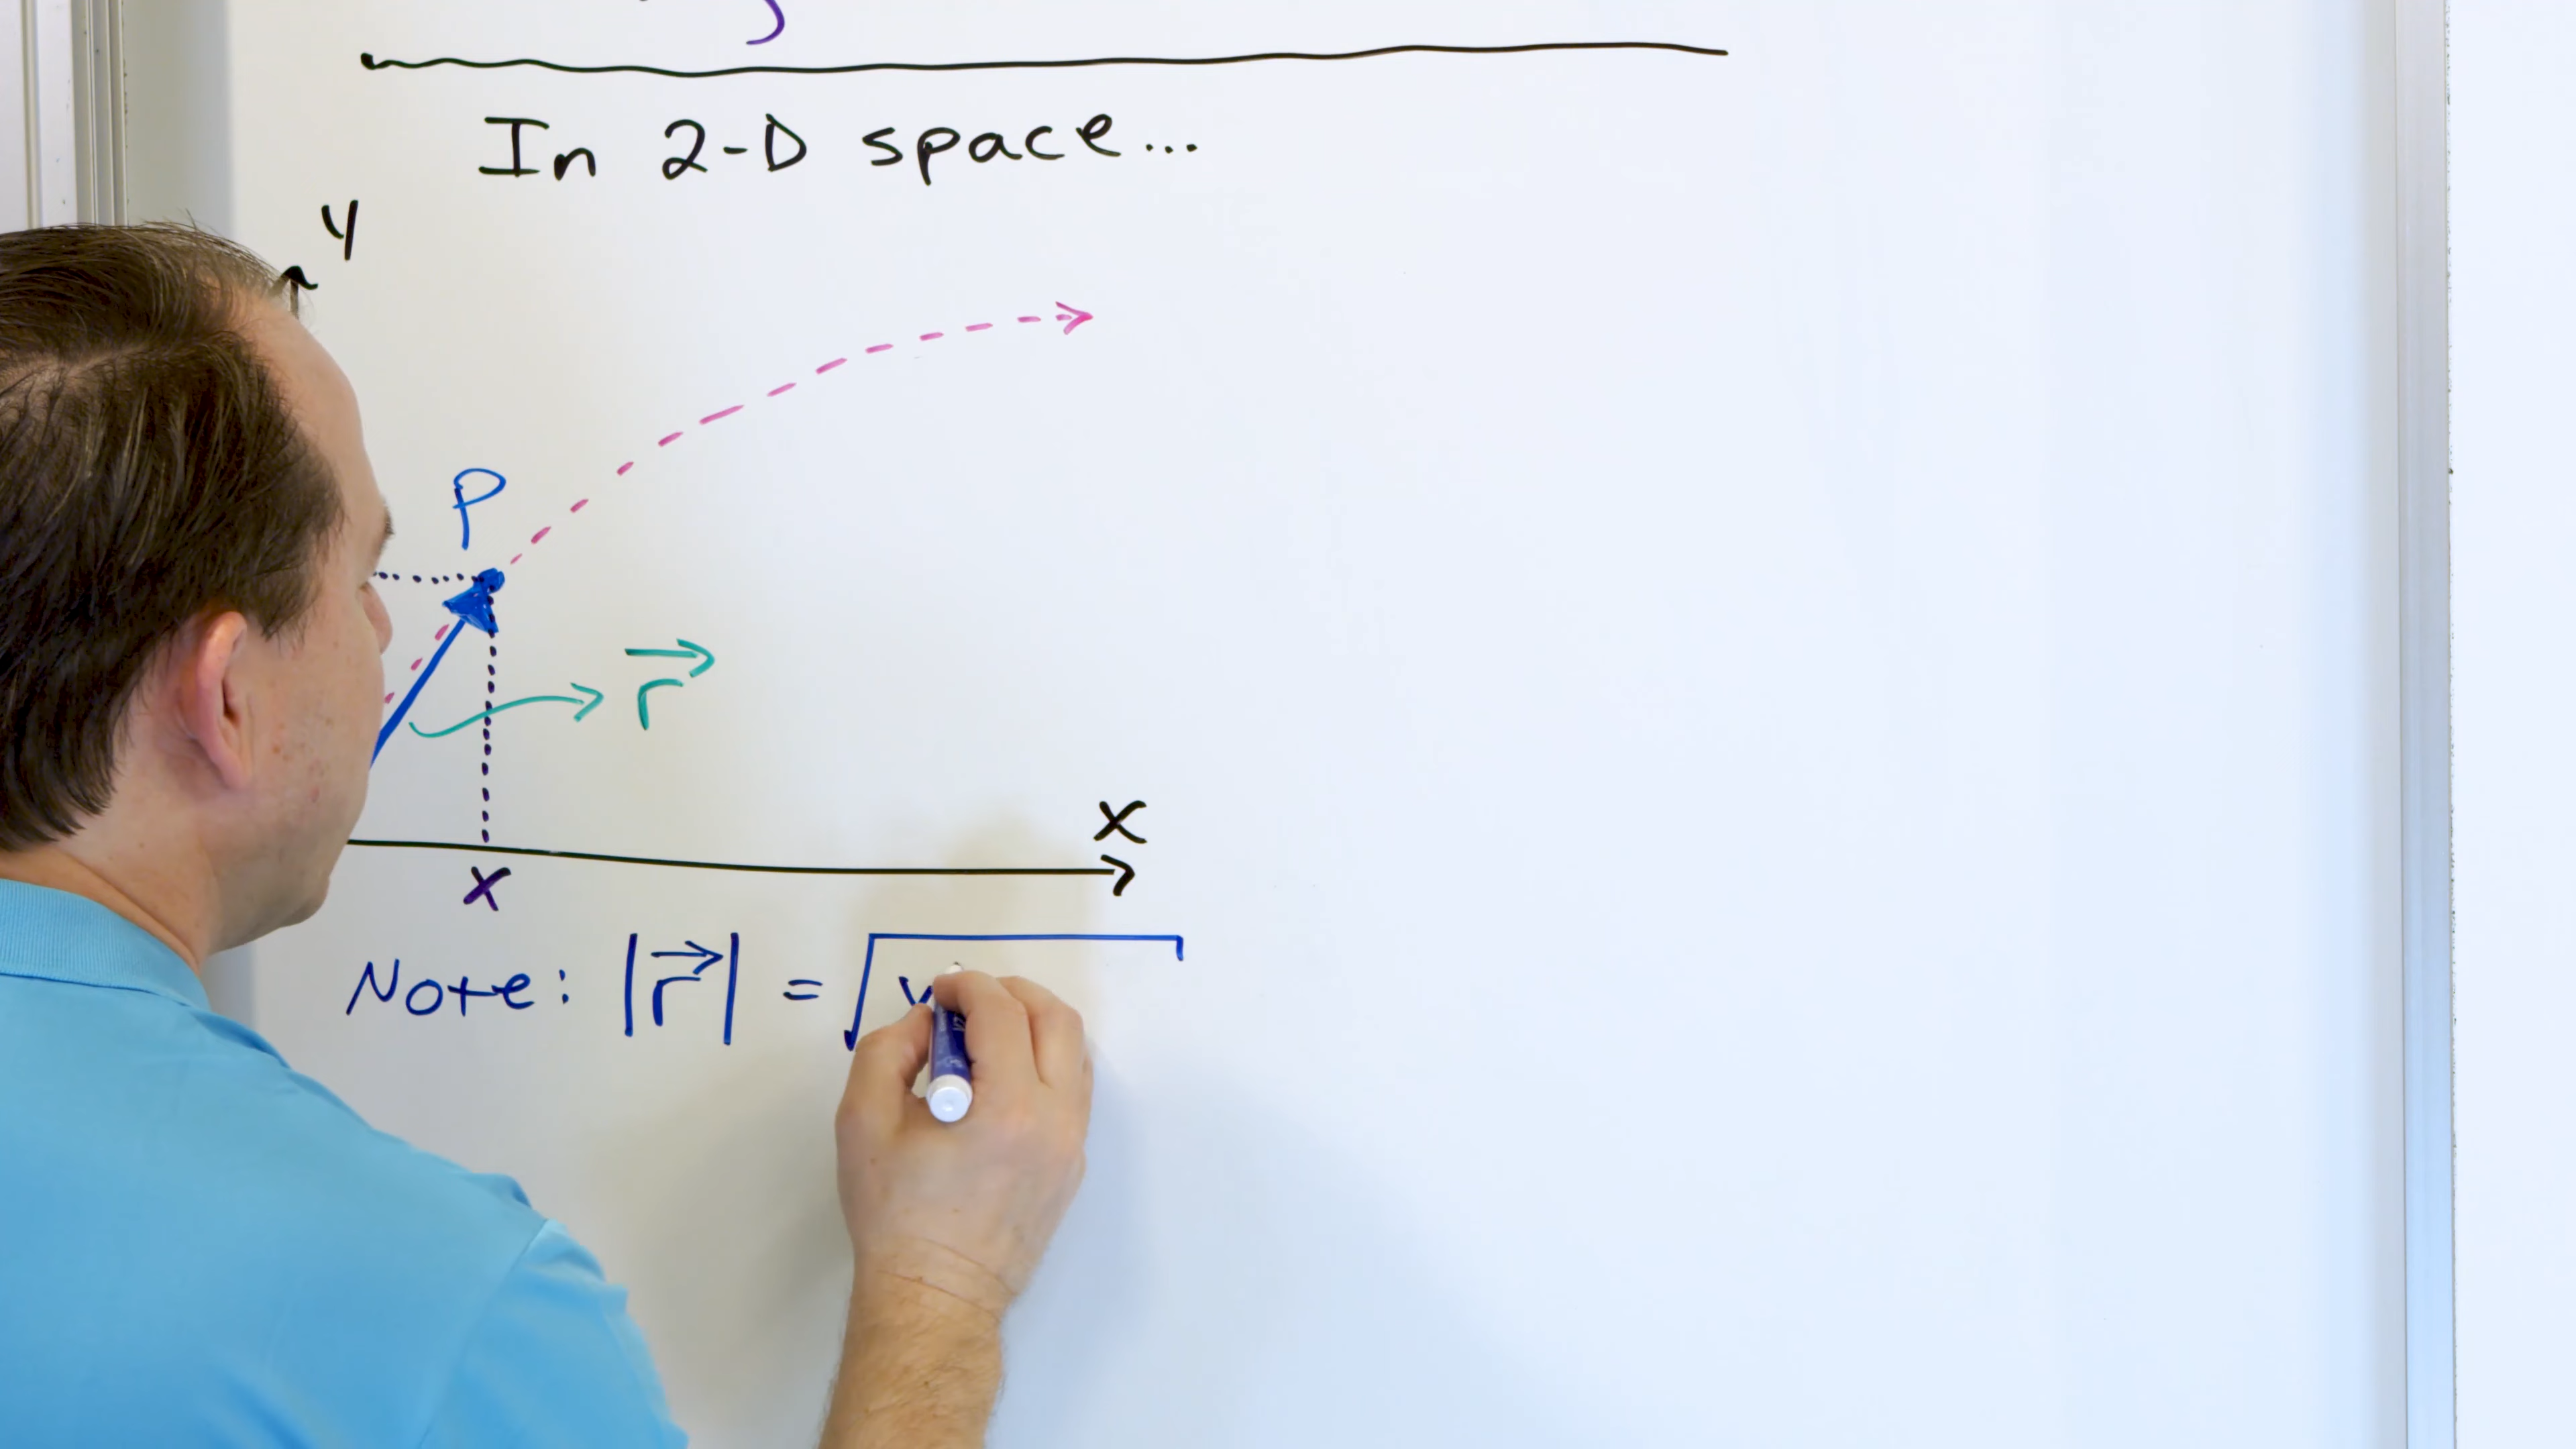 In 2-D space...
y
P
r
x
x
Note: |r| = √